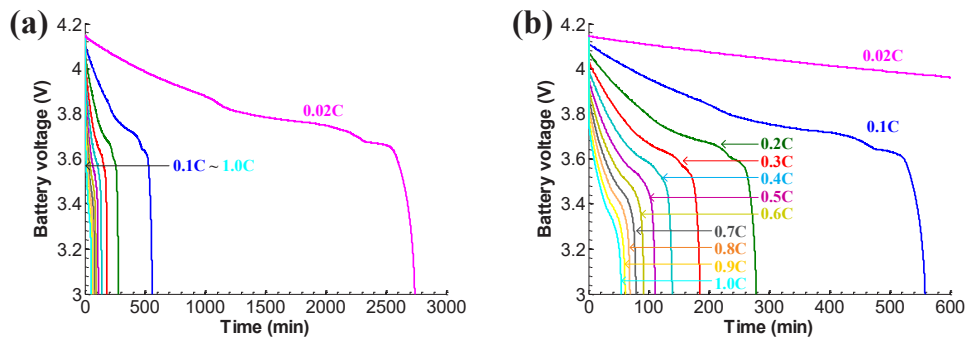 (a)
4.2
4
3.8
3.6
3.4
3.2
3
Battery voltage (V)
0.02C
0.1C ~ 1.0C
0 500 1000 1500 2000 2500 3000
Time (min)
(b)
4.2
4
3.8
3.6
3.4
3.2
3
Battery voltage (V)
0.02C
0.1C
0.2C
0.3C
0.4C
0.5C
0.6C
0.7C
0.8C
0.9C
1.0C
0 100 200 300 400 500 600
Time (min)